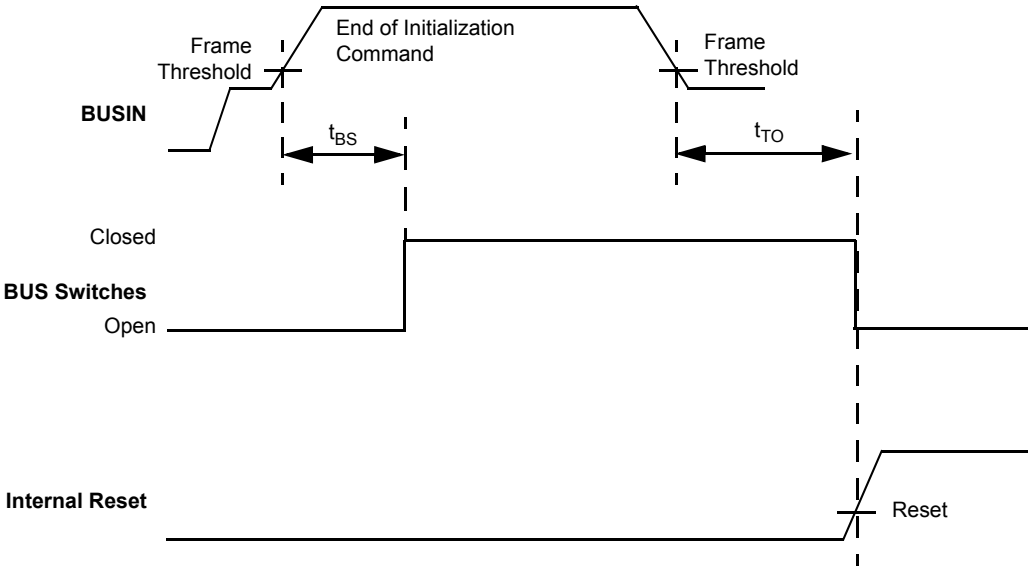 End of Initialization
Command
Frame
Threshold
Frame
Threshold
BUSIN
tBS
tTO
Closed
BUS Switches
Open
Internal Reset
Reset